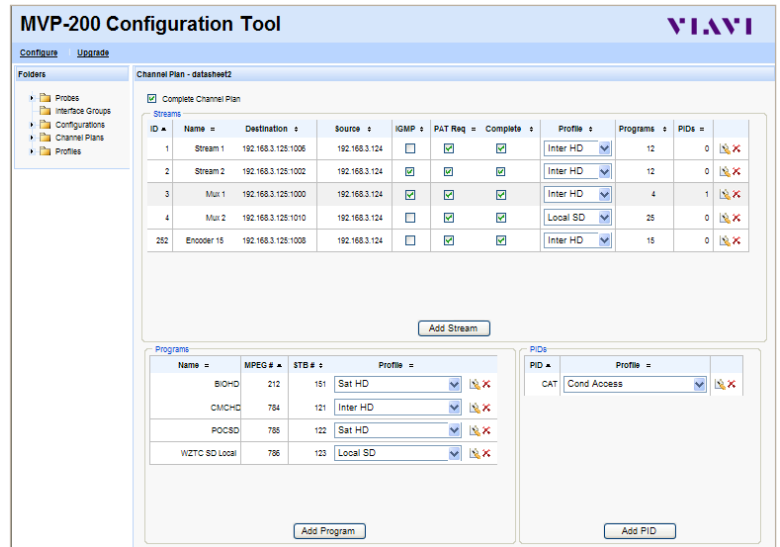 MVP-200 Configuration Tool
VIAVI
Configure Upgrade
Folders
Probes
Interface Groups
Configurations
Channel Plans
Profiles
Channel Plan - datasheet2
Complete Channel Plan
Streams
ID Name Destination Source IGMP PAT Req Complete Profile Programs PIDs
1 Stream 1 192.168.3.125:1006 192.168.3.124 Inter HD 12 0
2 Stream 2 192.168.3.125:1002 192.168.3.124 Inter HD 12 0
3 Mux 1 192.168.3.125:1000 192.168.3.124 Inter HD 4 1
4 Mux 2 192.168.3.125:1010 192.168.3.124 Local SD 25 0
252 Encoder 15 192.168.3.125:1008 192.168.3.124 Inter HD 15 0
Add Stream
Programs
Name MPEG # STB # Profile
BIOHD 212 151 Sat HD
CMCHD 784 121 Inter HD
POCSD 785 122 Sat HD
WZTC SD Local 786 123 Local SD
Add Program
PIDs
PID Profile
CAT Cond Access
Add PID